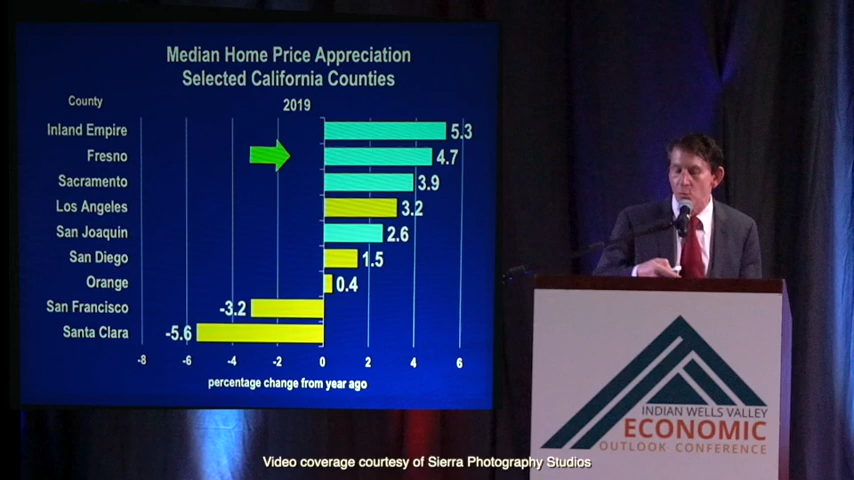 Median Home Price Appreciation
Selected California Counties
County
2019
Inland Empire 5.3
Fresno 4.7
Sacramento 3.9
Los Angeles 3.2
San Joaquin 2.6
San Diego 1.5
Orange 0.4
San Francisco -3.2
Santa Clara -5.6
-8 -6 -4 -2 0 2 4 6
percentage change from year ago
INDIAN WELLS VALLEY
ECONOMIC
OUTLOOK CONFERENCE
Video coverage courtesy of Sierra Photography Studios